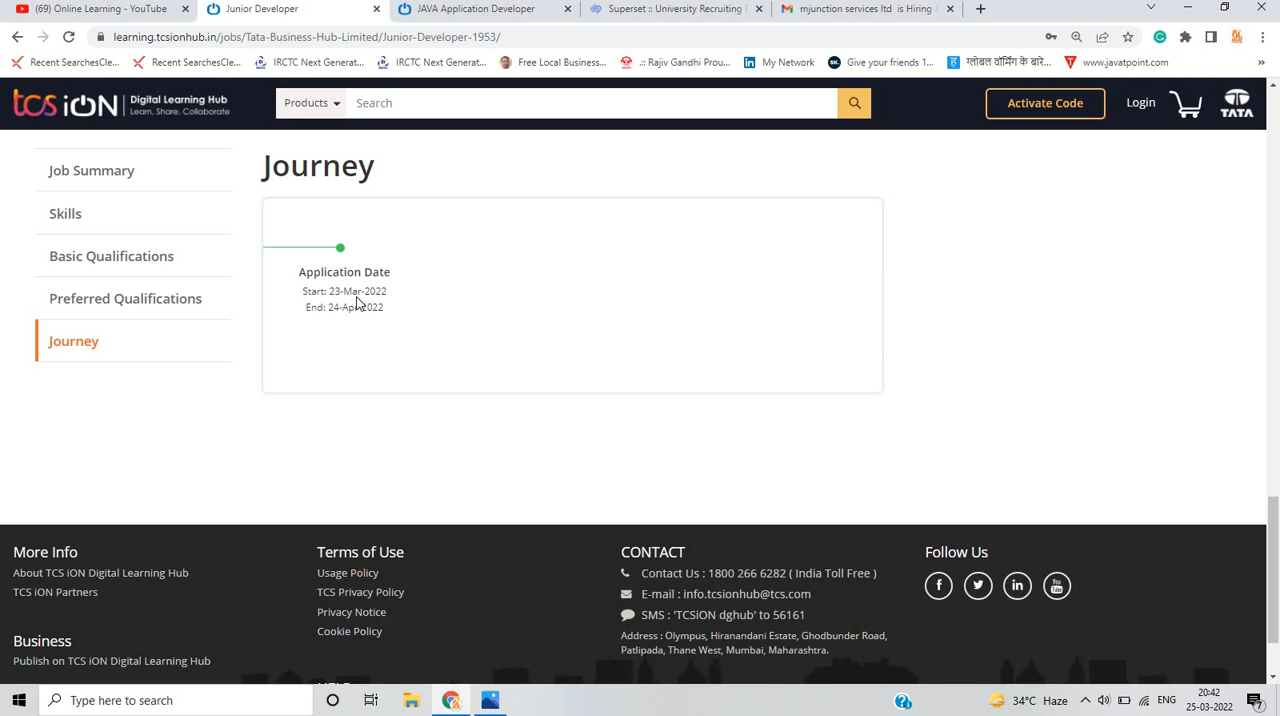 (69) Online Learning - YouTube
Junior Developer
JAVA Application Developer
Superset :: University Recruiting
mjunction services ltd is Hiring
learning.tcsionhub.in/jobs/Tata-Business-Hub-Limited/Junior-Developer-1953/
Recent SearchesCle...
Recent SearchesCle...
IRCTC Next Generat...
IRCTC Next Generat...
Free Local Business...
.:: Rajiv Gandhi Prou...
My Network
Give your friends 1...
ग्लोबल वॉर्मिंग के बारे...
www.javatpoint.com
»
TCS iON | Digital Learning Hub
Learn, Share, Collaborate
Products
Search
Activate Code
Login
TATA
Job Summary
Skills
Basic Qualifications
Preferred Qualifications
Journey
Journey
Application Date
Start: 23-Mar-2022
End: 24-Apr-2022
More Info
About TCS iON Digital Learning Hub
TCS iON Partners
Business
Publish on TCS iON Digital Learning Hub
Terms of Use
Usage Policy
TCS Privacy Policy
Privacy Notice
Cookie Policy
CONTACT
Contact Us : 1800 266 6282 ( India Toll Free )
E-mail : info.tcsionhub@tcs.com
SMS : 'TCSiON dghub' to 56161
Address : Olympus, Hiranandani Estate, Ghodbunder Road,
Patlipada, Thane West, Mumbai, Maharashtra.
Follow Us
Type here to search
34°C Haze
ENG
20:42
25-03-2022
7